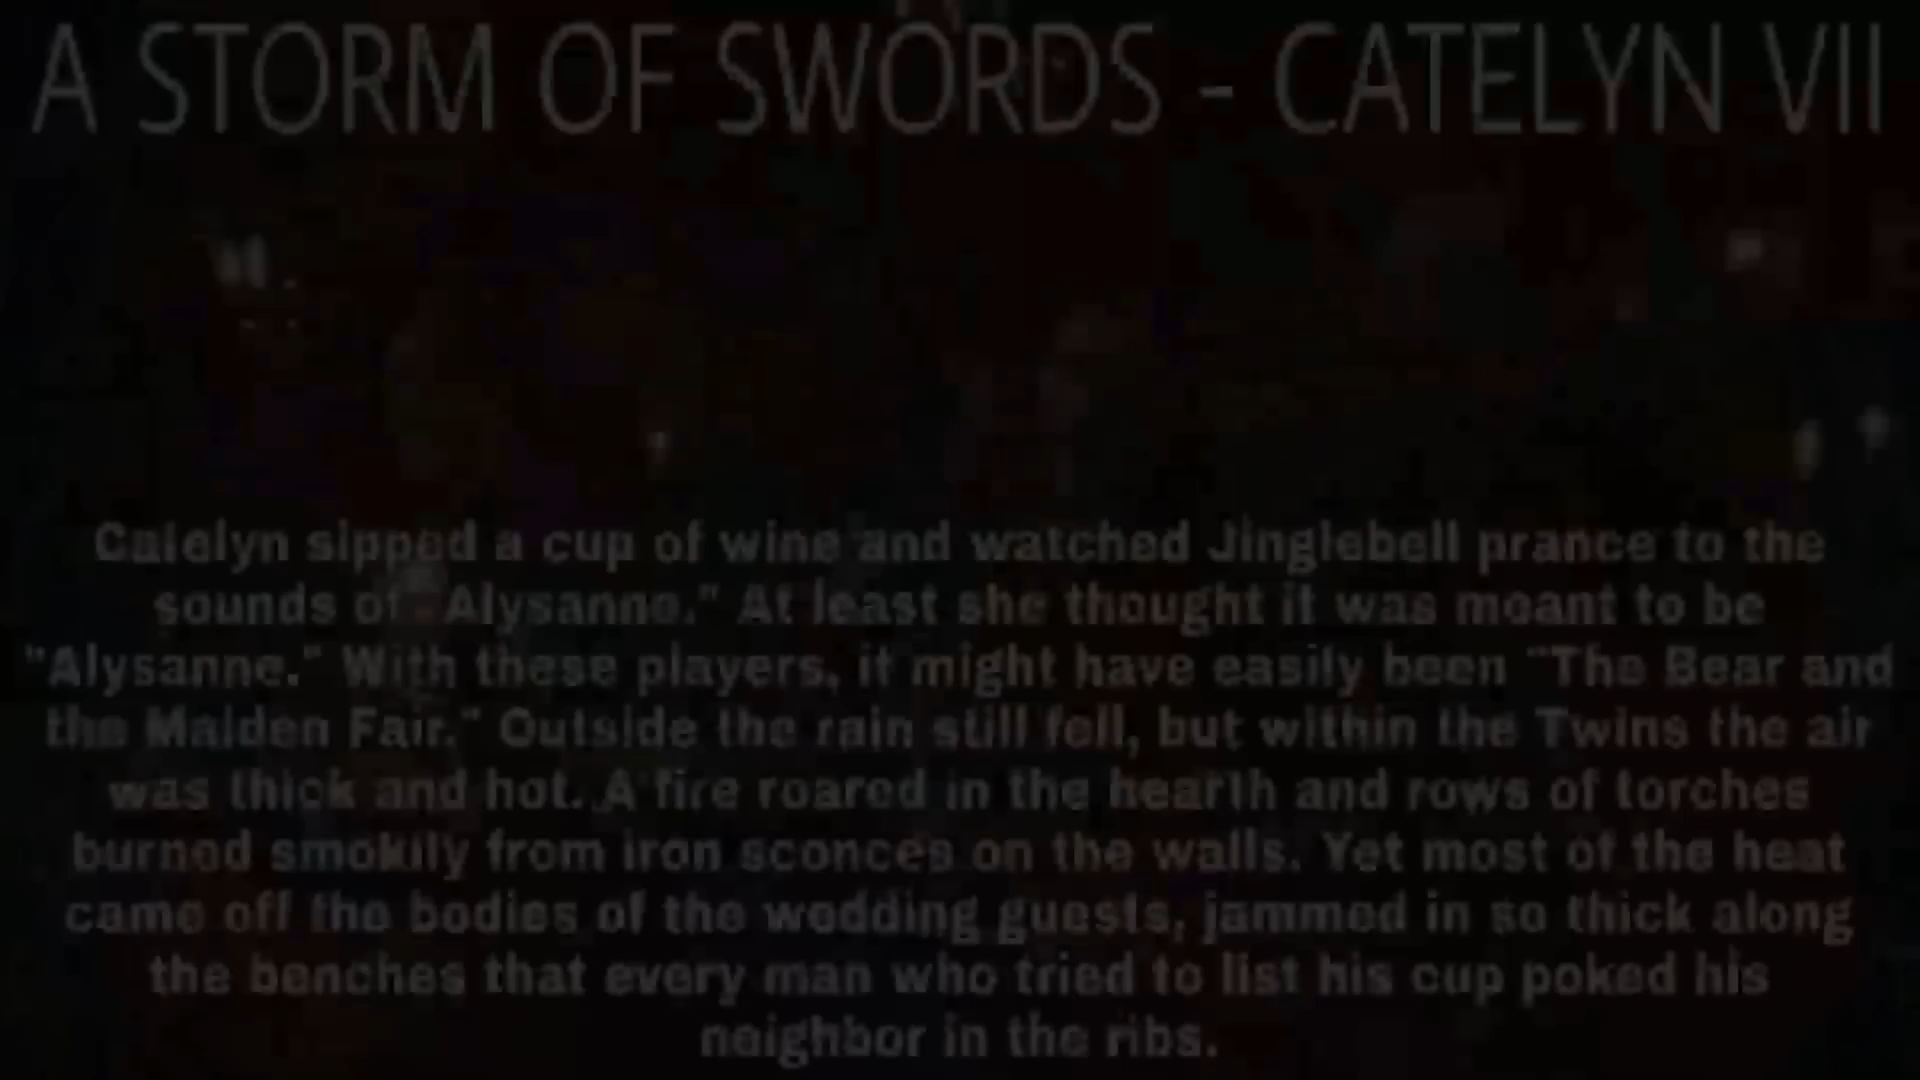 A STORM OF SWORDS - CATELYN VII
Catelyn sipped a cup of wine and watched Jinglebell prance to the
sounds of "Alysanne." At least she thought it was meant to be
"Alysanne." With these players, it might have easily been "The Bear and
the Maiden Fair." Outside the rain still fell, but within the Twins the air
was thick and hot. A fire roared in the hearth and rows of torches
burned smokily from iron sconces on the walls. Yet most of the heat
came off the bodies of the wedding guests, jammed in so thick along
the benches that every man who tried to list his cup poked his
neighbor in the ribs.